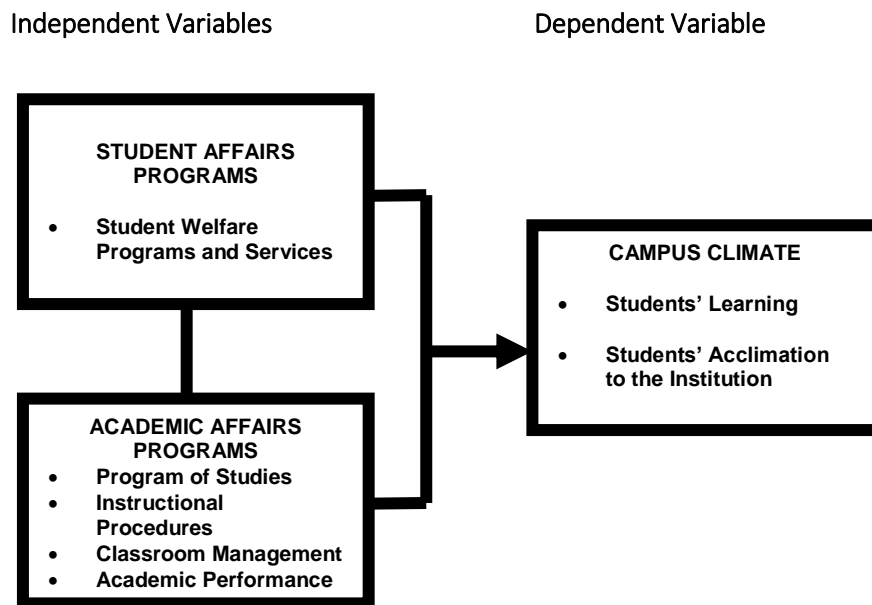 Independent Variables
Dependent Variable
STUDENT AFFAIRS
PROGRAMS
• Student Welfare
Programs and Services
CAMPUS CLIMATE
• Students’ Learning
• Students’ Acclimation
to the Institution
ACADEMIC AFFAIRS
PROGRAMS
• Program of Studies
• Instructional
Procedures
• Classroom Management
• Academic Performance